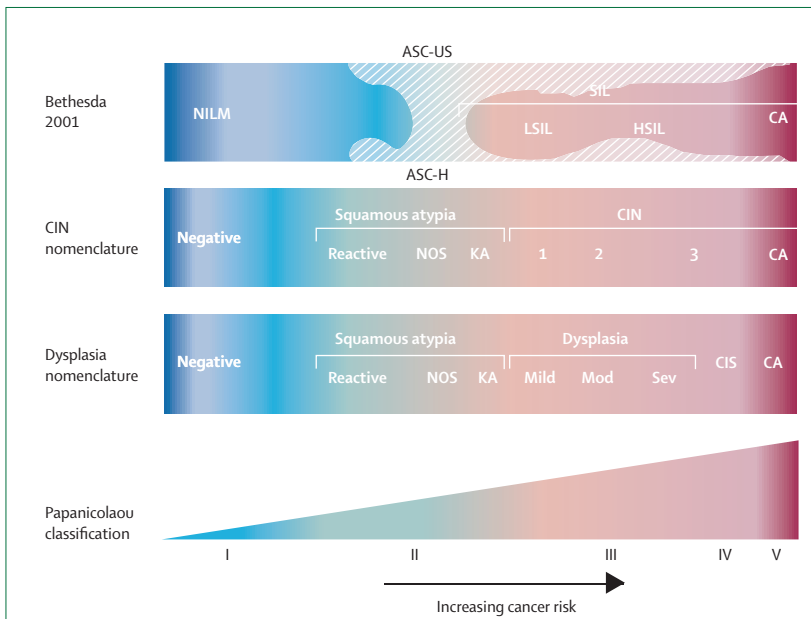 ASC-US
Bethesda
2001
NILM
SIL
LSIL
HSIL
CA
ASC-H
CIN
nomenclature
Negative
Squamous atypia
CIN
Reactive
NOS
KA
1
2
3
CA
Dysplasia
nomenclature
Negative
Squamous atypia
Dysplasia
Reactive
NOS
KA
Mild
Mod
Sev
CIS
CA
Papanicolaou
classification
I
II
III
IV
V
Increasing cancer risk